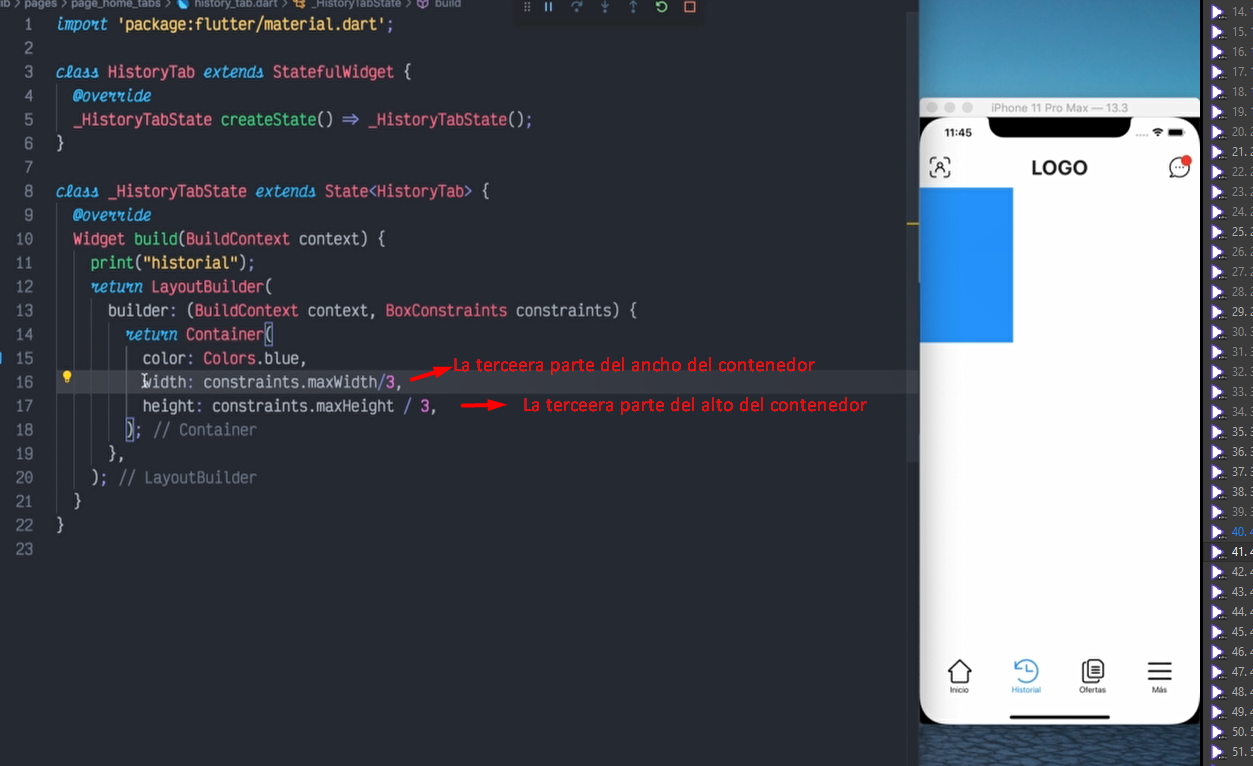 lib > pages > page_home_tabs > history_tab.dart > _HistoryTabState > build
1 import 'package:flutter/material.dart';
2
3 class HistoryTab extends StatefulWidget {
4 @override
5 _HistoryTabState createState() => _HistoryTabState();
6 }
7
8 class _HistoryTabState extends State<HistoryTab> {
9 @override
10 Widget build(BuildContext context) {
11 print("historial");
12 return LayoutBuilder(
13 builder: (BuildContext context, BoxConstraints constraints) {
14 return Container(
15 color: Colors.blue,
16 width: constraints.maxWidth/3,
La terceera parte del ancho del contenedor
17 height: constraints.maxHeight / 3,
La terceera parte del alto del contenedor
18 ); // Container
19 },
20 ); // LayoutBuilder
21 }
22 }
23
iPhone 11 Pro Max — 13.3
11:45
LOGO
Inicio
Historial
Ofertas
Más
14.
15.
16.
17.
18.
19.
20.
21.
22.
23.
24.
25.
26.
27.
28.
29.
30.
31.
32.
33.
34.
35.
36.
37.
38.
39.
40.
41.
42.
43.
44.
45.
46.
47.
48.
49.
50.
51.